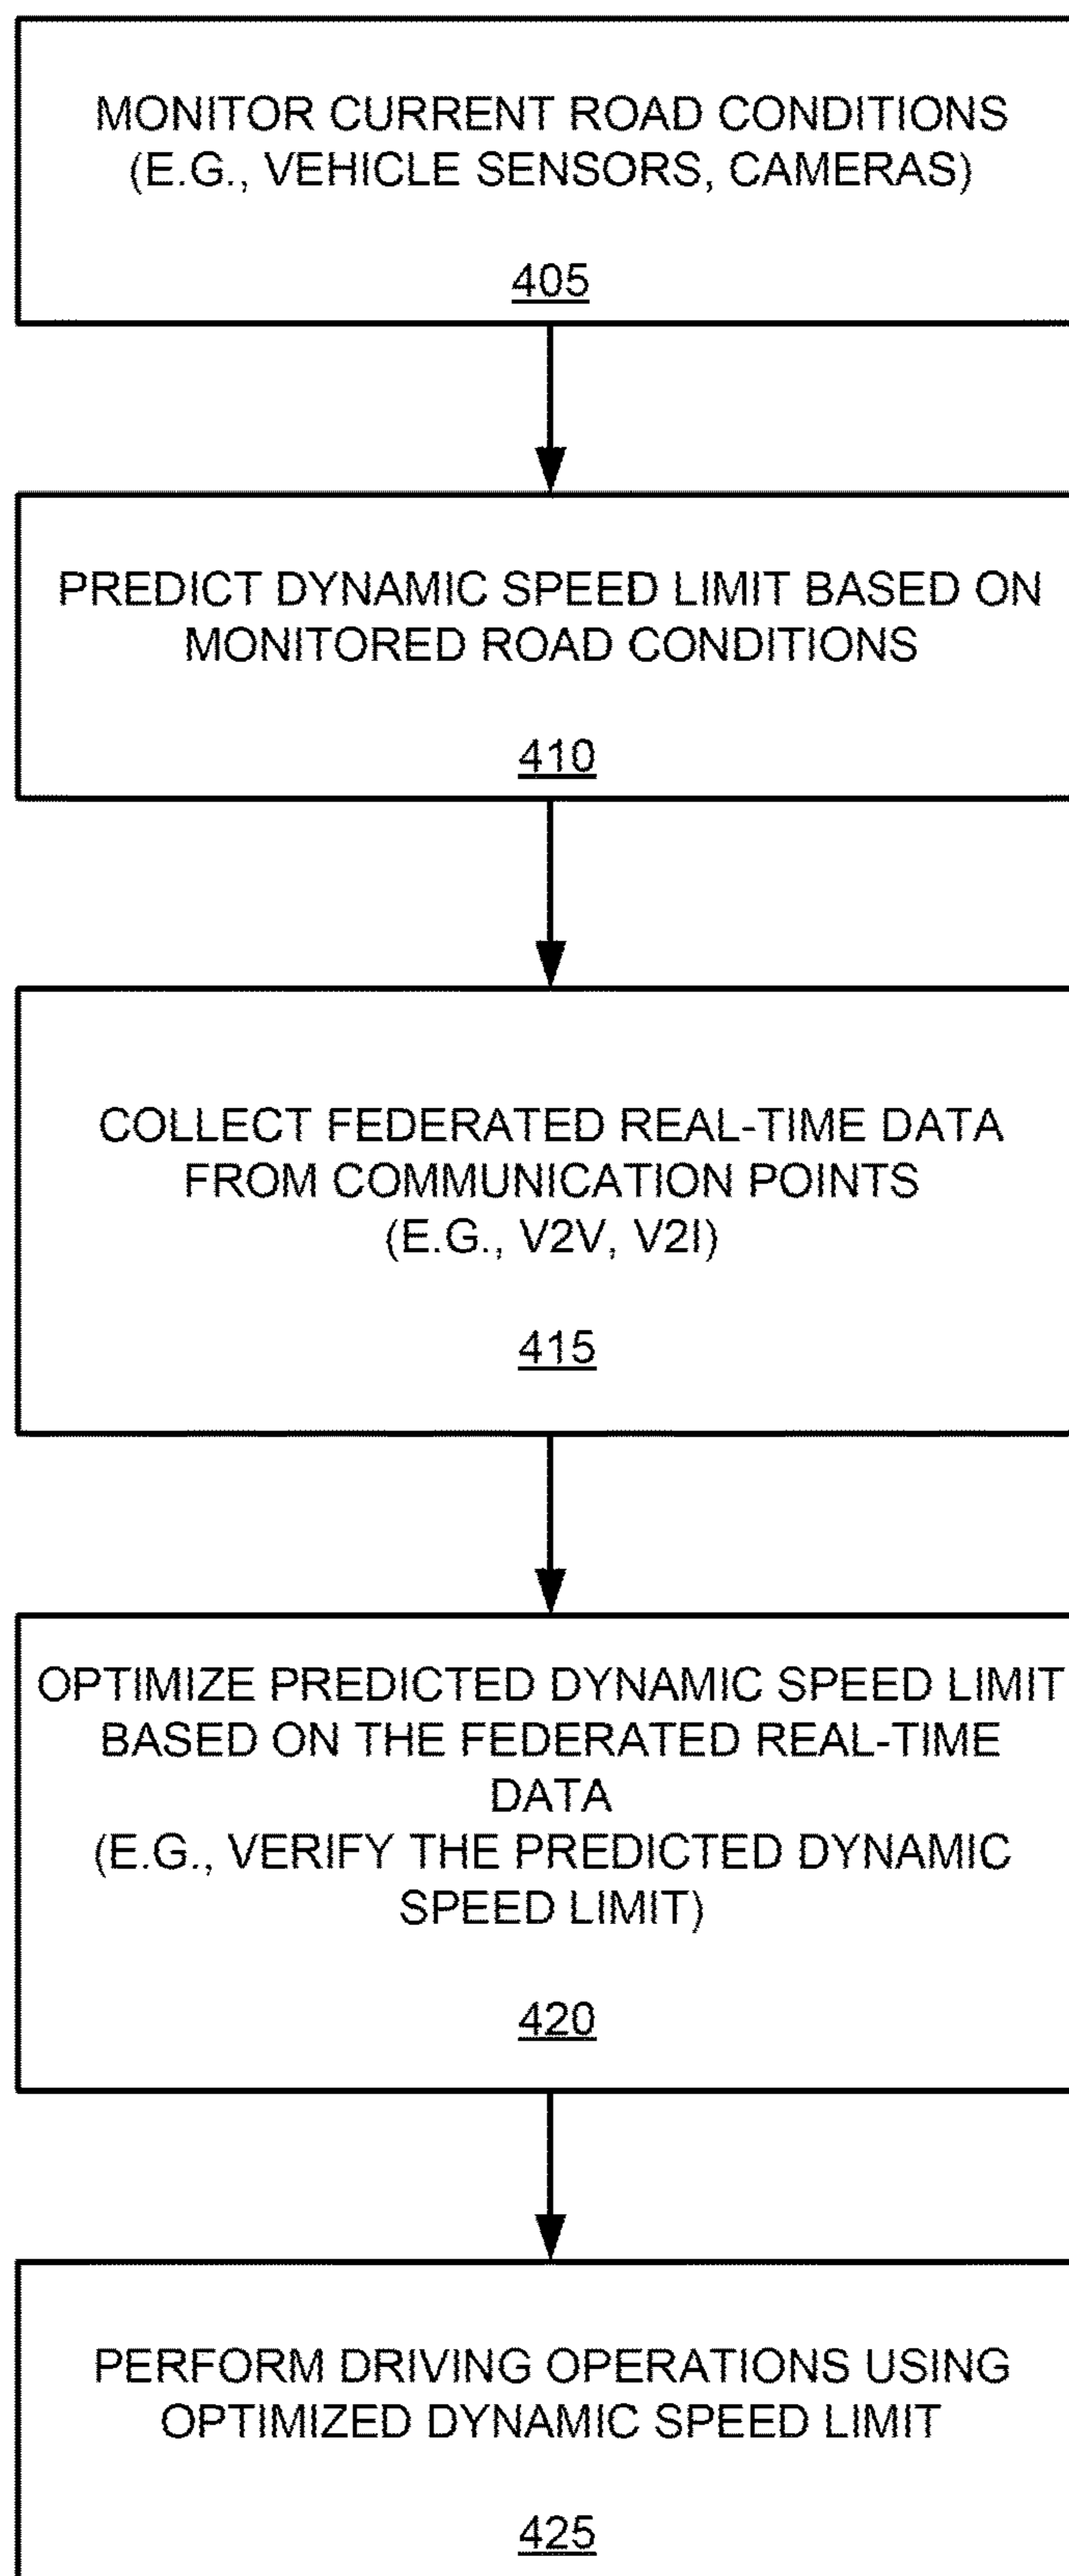 MONITOR CURRENT ROAD CONDITIONS
(E.G., VEHICLE SENSORS, CAMERAS)
405
PREDICT DYNAMIC SPEED LIMIT BASED ON
MONITORED ROAD CONDITIONS
410
COLLECT FEDERATED REAL-TIME DATA
FROM COMMUNICATION POINTS
(E.G., V2V, V2I)
415
OPTIMIZE PREDICTED DYNAMIC SPEED LIMIT
BASED ON THE FEDERATED REAL-TIME
DATA
(E.G., VERIFY THE PREDICTED DYNAMIC
SPEED LIMIT)
420
PERFORM DRIVING OPERATIONS USING
OPTIMIZED DYNAMIC SPEED LIMIT
425